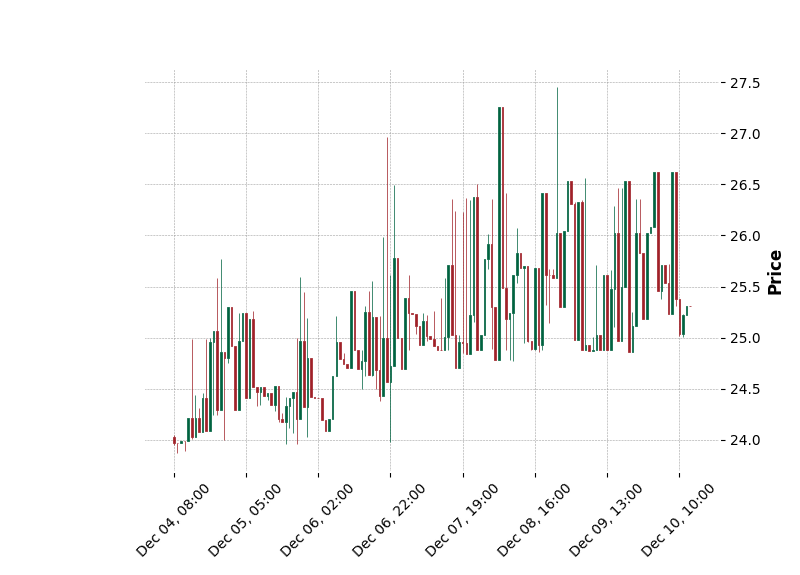 27.5
27.0
26.5
26.0
25.5
25.0
24.5
24.0
Price
Dec 04, 08:00
Dec 05, 05:00
Dec 06, 02:00
Dec 06, 22:00
Dec 07, 19:00
Dec 08, 16:00
Dec 09, 13:00
Dec 10, 10:00